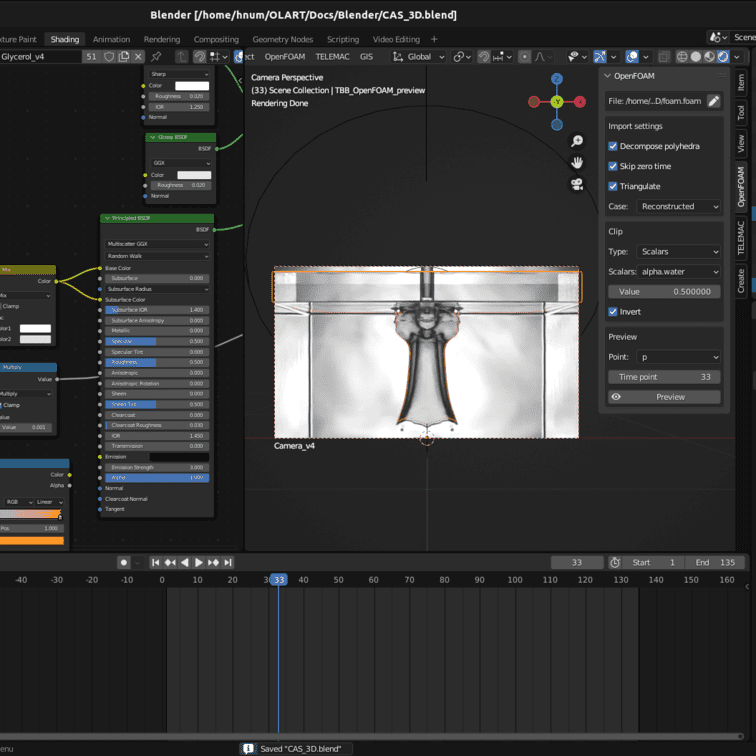 Blender [/home/hnum/OLART/Docs/Blender/CAS_3D.blend]
ture Paint Shading Animation Rendering Compositing Geometry Nodes Scripting Video Editing + Scene
Glycerol_v4 51 ct OpenFOAM TELEMAC GIS Global
Camera Perspective
(33) Scene Collection | TBB_OpenFOAM_preview
Rendering Done
Sharp
Color
Roughness 0.020
IOR 1.250
Normal
Glossy BSDF
BSDF
GGX
Color
Roughness 0.020
Normal
Principled BSDF
BSDF
Multiscatter GGX
Random Walk
Base Color
Subsurface 0.000
Subsurface Radius
Subsurface Color
Subsurface IOR 1.400
Subsurface Anisotropy 0.000
Metallic 0.000
Specular 0.500
Specular Tint 0.000
Roughness 0.500
Anisotropic 0.000
Anisotropic Rotation 0.000
Sheen 0.000
Sheen Tint 0.500
Clearcoat 0.000
Clearcoat Roughness 0.030
IOR 1.450
Transmission 0.000
Emission
Emission Strength 3.000
Alpha 1.000
Normal
Clearcoat Normal
Tangent
Mix
Color
Mix
Clamp
olor1
olor2
Multiply
Value
Multiply
Clamp
alue
Value 0.001
Color
Alpha
RGB Linear
Pos 1.000
X
Z
-Y
Camera_v4
OpenFOAM
File: /home/...D/foam.foam
Import settings
Decompose polyhedra
Skip zero time
Triangulate
Case: Reconstructed
Clip
Type: Scalars
Scalars: alpha.water
Value 0.500000
Invert
Preview
Point: p
Time point 33
Preview
Item
Tool
View
OpenFOAM
TELEMAC
Create
33 Start 1 End 135
-40 -30 -20 -10 0 10 20 3 33 40 50 60 70 80 90 100 110 120 130 140 150 160
enu
Saved "CAS_3D.blend"